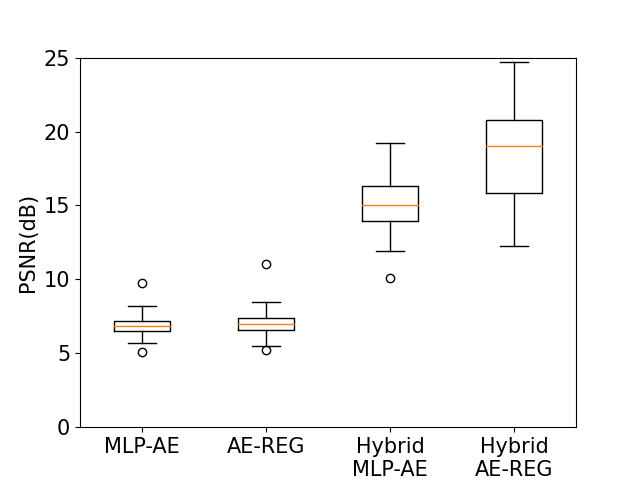 25
20
15
10
5
0
PSNR(dB)
MLP-AE
AE-REG
Hybrid
MLP-AE
Hybrid
AE-REG